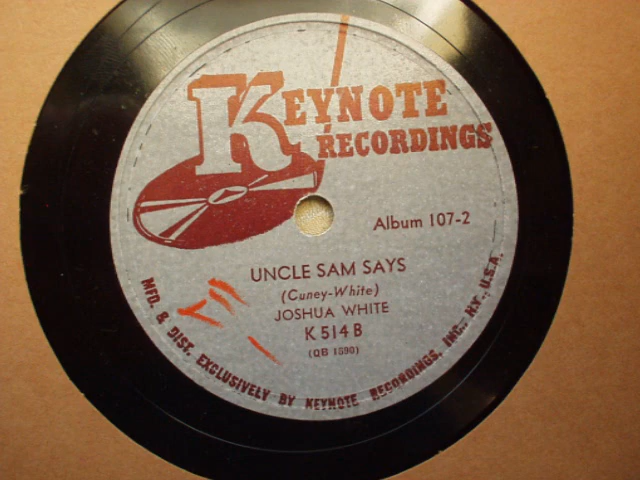 KEYNOTE
RECORDINGS
Album 107-2
UNCLE SAM SAYS
(Cuney-White)
JOSHUA WHITE
K 514 B
(QB 1590)
MFD. & DIST. EXCLUSIVELY BY KEYNOTE RECORDINGS, INC., N.Y., U.S.A.